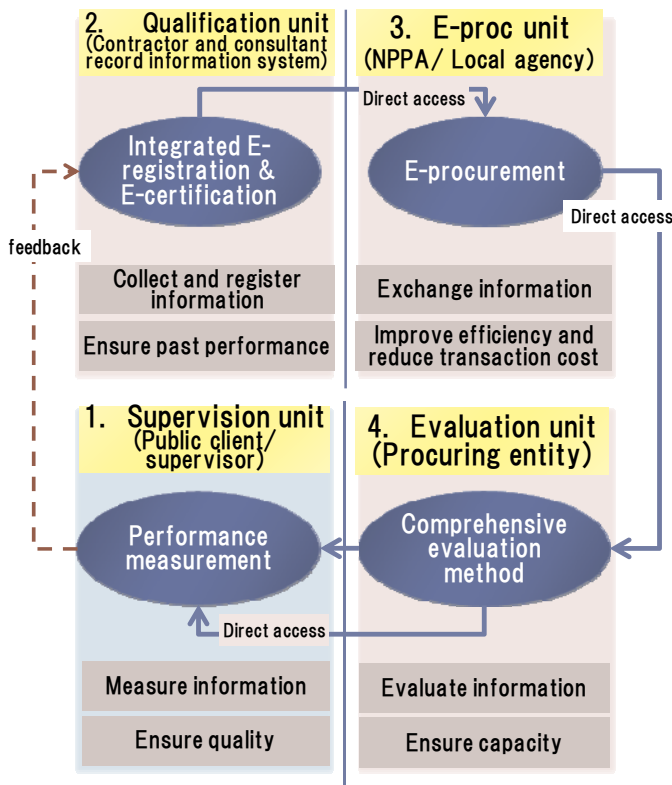 2. Qualification unit
(Contractor and consultant
record information system)
3. E-proc unit
(NPPA/ Local agency)
Direct access
Integrated E-
registration &
E-certification
E-procurement
Direct access
feedback
Collect and register
information
Exchange information
Ensure past performance
Improve efficiency and
reduce transaction cost
1. Supervision unit
(Public client/
supervisor)
4. Evaluation unit
(Procuring entity)
Performance
measurement
Comprehensive
evaluation
method
Direct access
Measure information
Evaluate information
Ensure quality
Ensure capacity